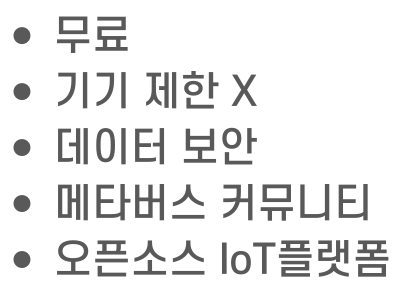 • 무료
• 기기 제한 X
• 데이터 보안
• 메타버스 커뮤니티
• 오픈소스 IoT플랫폼